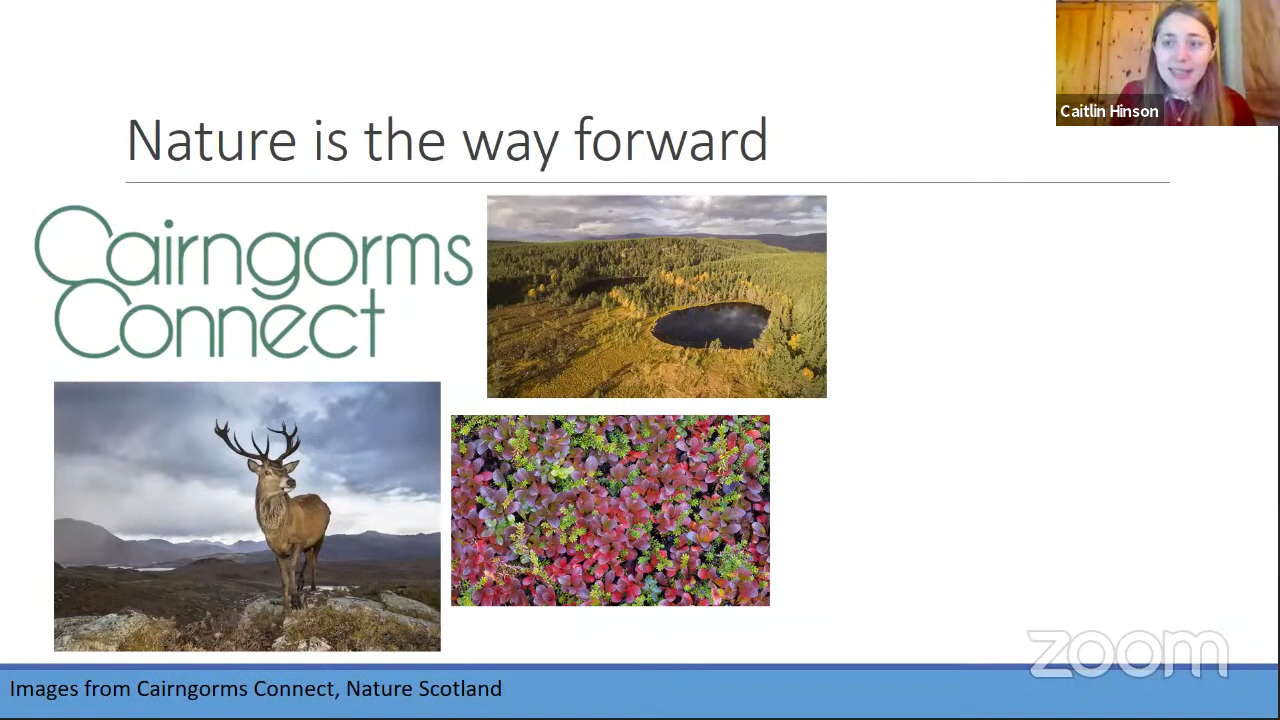 Caitlin Hinson
Nature is the way forward
Cairngorms
Connect
zoom
Images from Cairngorms Connect, Nature Scotland